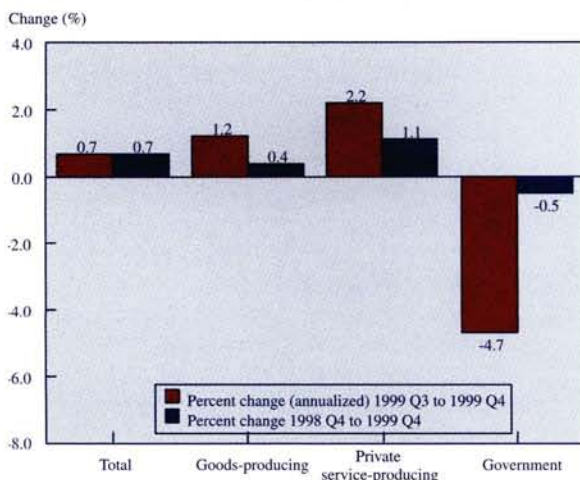 Change (%)
4.0
2.0
0.0
-2.0
-4.0
-6.0
-8.0
0.7
0.7
1.2
0.4
2.2
1.1
-4.7
-0.5
Percent change (annualized) 1999 Q3 to 1999 Q4
Percent change 1998 Q4 to 1999 Q4
Total
Goods-producing
Private
service-producing
Government